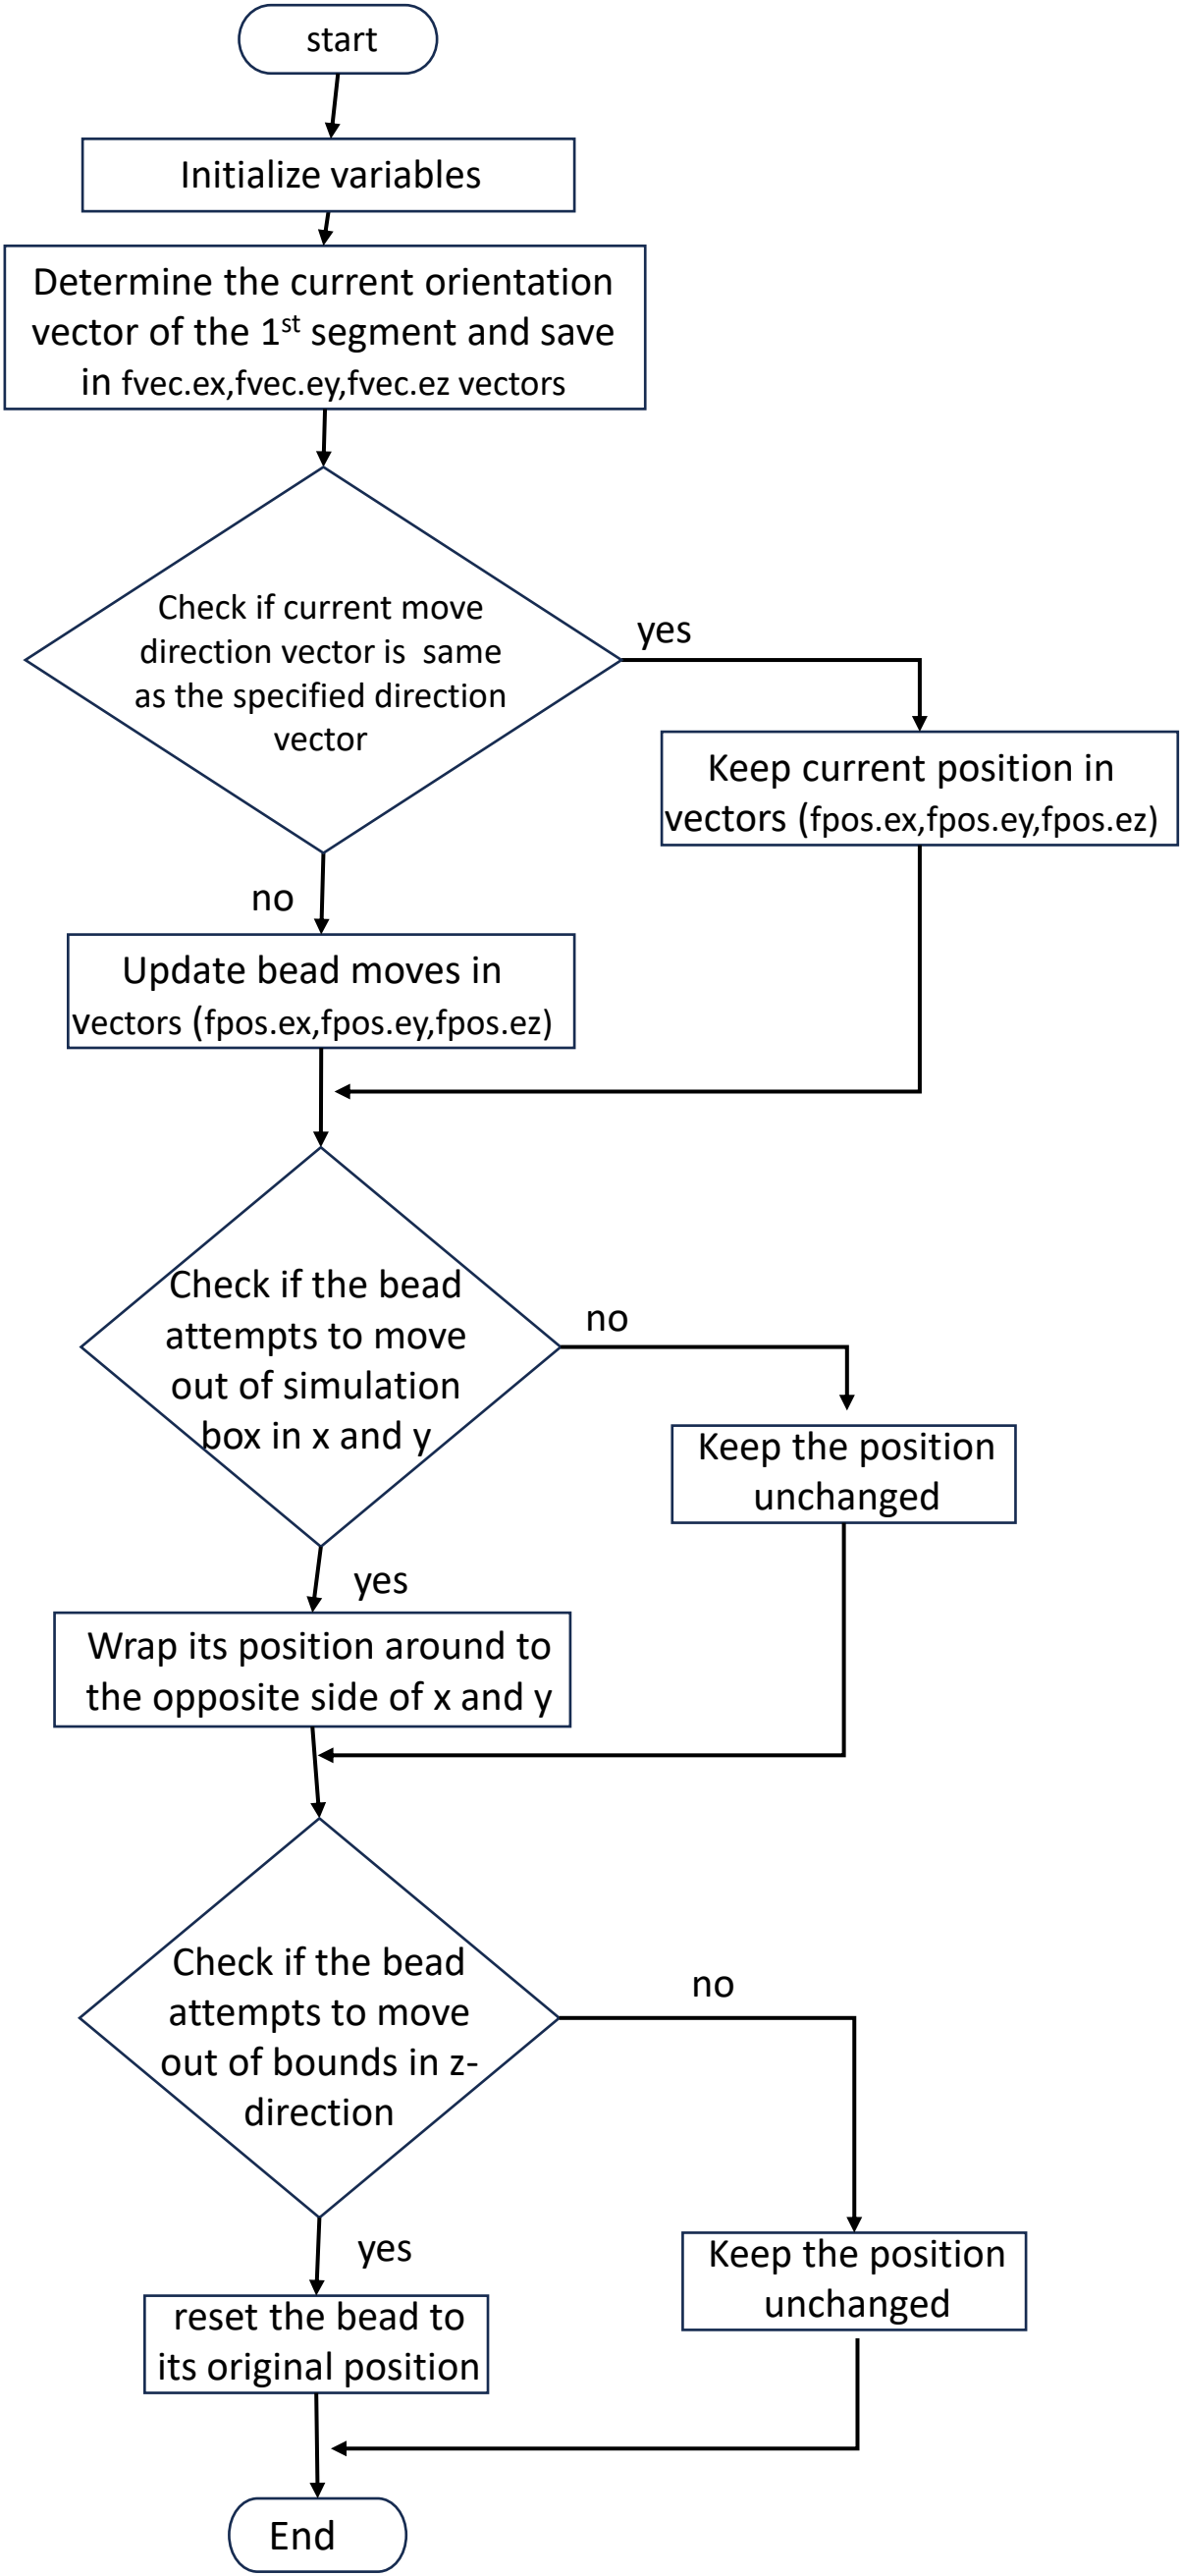 start
Initialize variables
Determine the current orientation
vector of the 1st segment and save
in fvec.ex,fvec.ey,fvec.ez vectors
Check if current move
direction vector is same
as the specified direction
vector
yes
Keep current position in
vectors (fpos.ex,fpos.ey,fpos.ez)
no
Update bead moves in
vectors (fpos.ex,fpos.ey,fpos.ez)
Check if the bead
attempts to move
out of simulation
box in x and y
no
Keep the position
unchanged
yes
Wrap its position around to
the opposite side of x and y
Check if the bead
attempts to move
out of bounds in z-
direction
no
Keep the position
unchanged
yes
reset the bead to
its original position
End